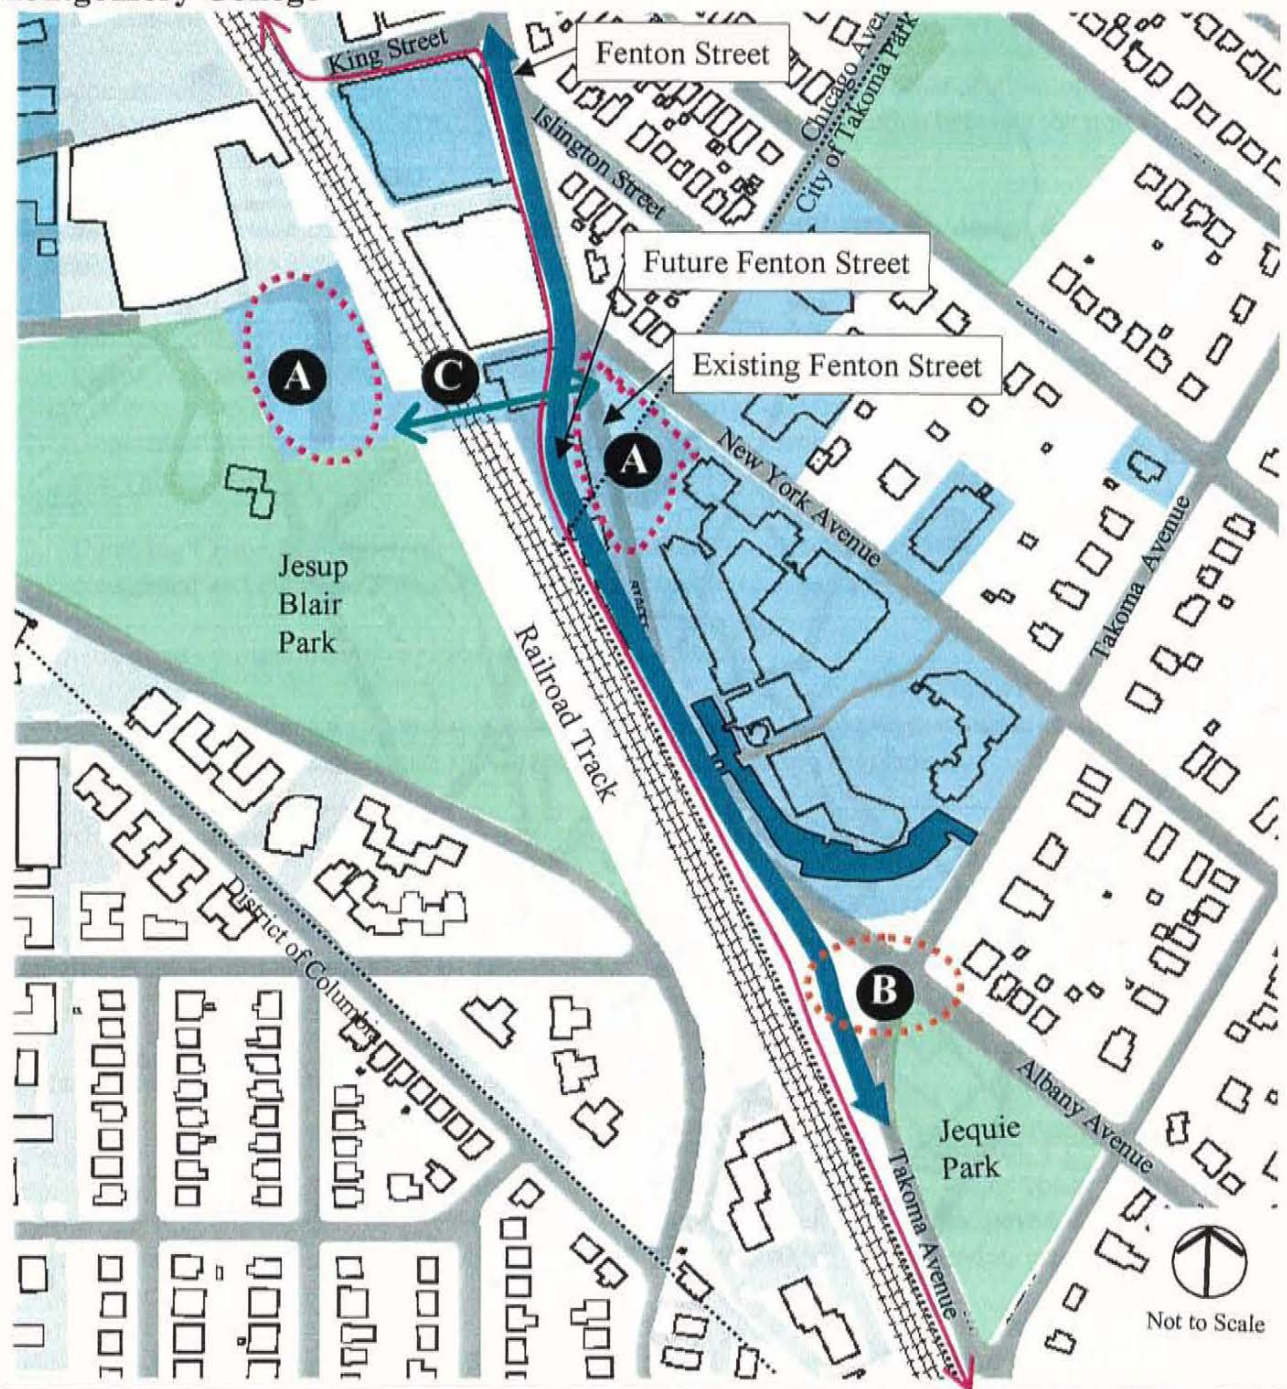 King Street
Fenton Street
Chicago Aven
City of Takoma Park
Islington Street
Future Fenton Street
Existing Fenton Street
A
C
A
New York Avenue
Takoma Avenue
Jesup
Blair
Park
Railroad Track
District of Columbia
B
Albany Avenue
Jequie
Park
Takoma Avenue
Not to Scale